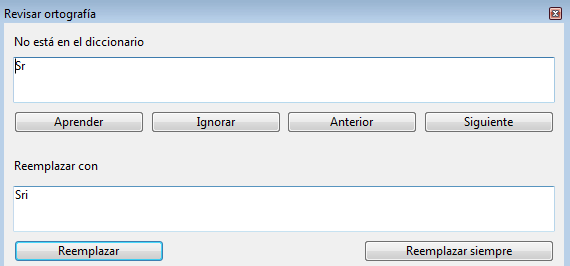 Revisar ortografía
No está en el diccionario
Sr
Aprender Ignorar Anterior Siguiente
Reemplazar con
Sri
Reemplazar Reemplazar siempre